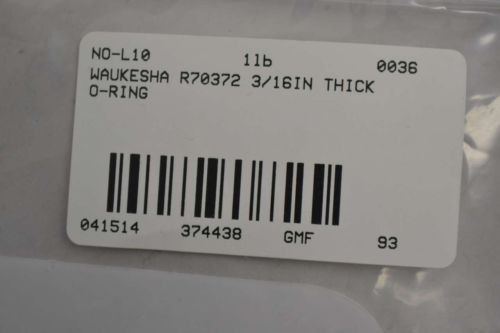 NO-L10 1lb 0036
WAUKESHA R70372 3/16IN THICK
O-RING
041514 374438 GMF 93